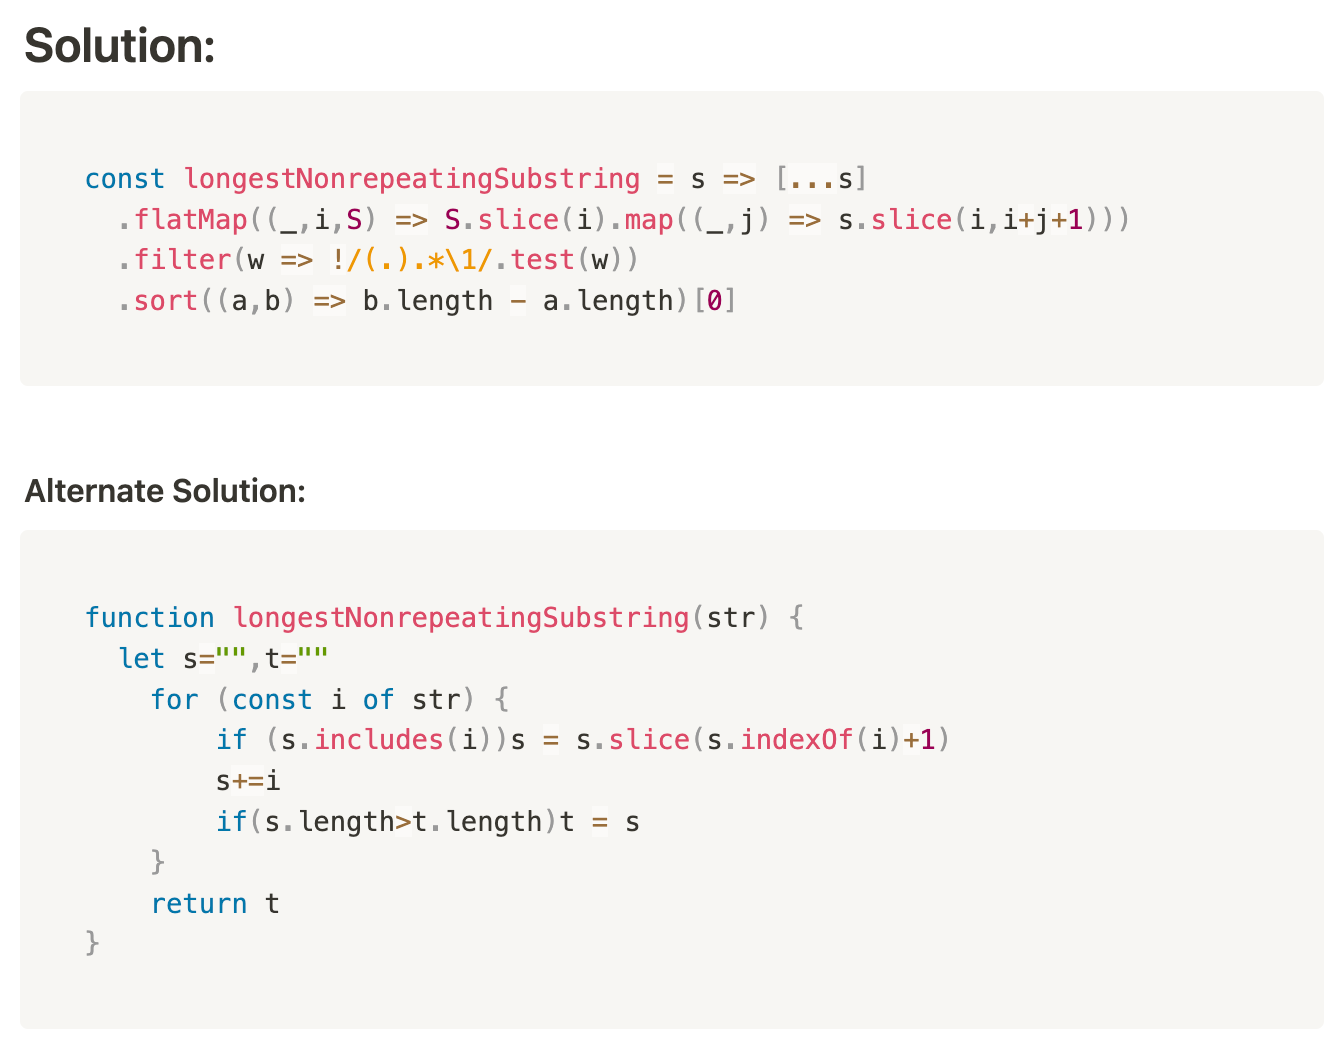 Solution:
const longestNonrepeatingSubstring = s => [...s]
  .flatMap((_,i,S) => S.slice(i).map((_,j) => s.slice(i,i+j+1)))
  .filter(w => !/(.).*\1/.test(w))
  .sort((a,b) => b.length - a.length)[0]
Alternate Solution:
function longestNonrepeatingSubstring(str) {
  let s="",t=""
    for (const i of str) {
        if (s.includes(i))s = s.slice(s.indexOf(i)+1)
        s+=i
        if(s.length>t.length)t = s
    }
    return t
}